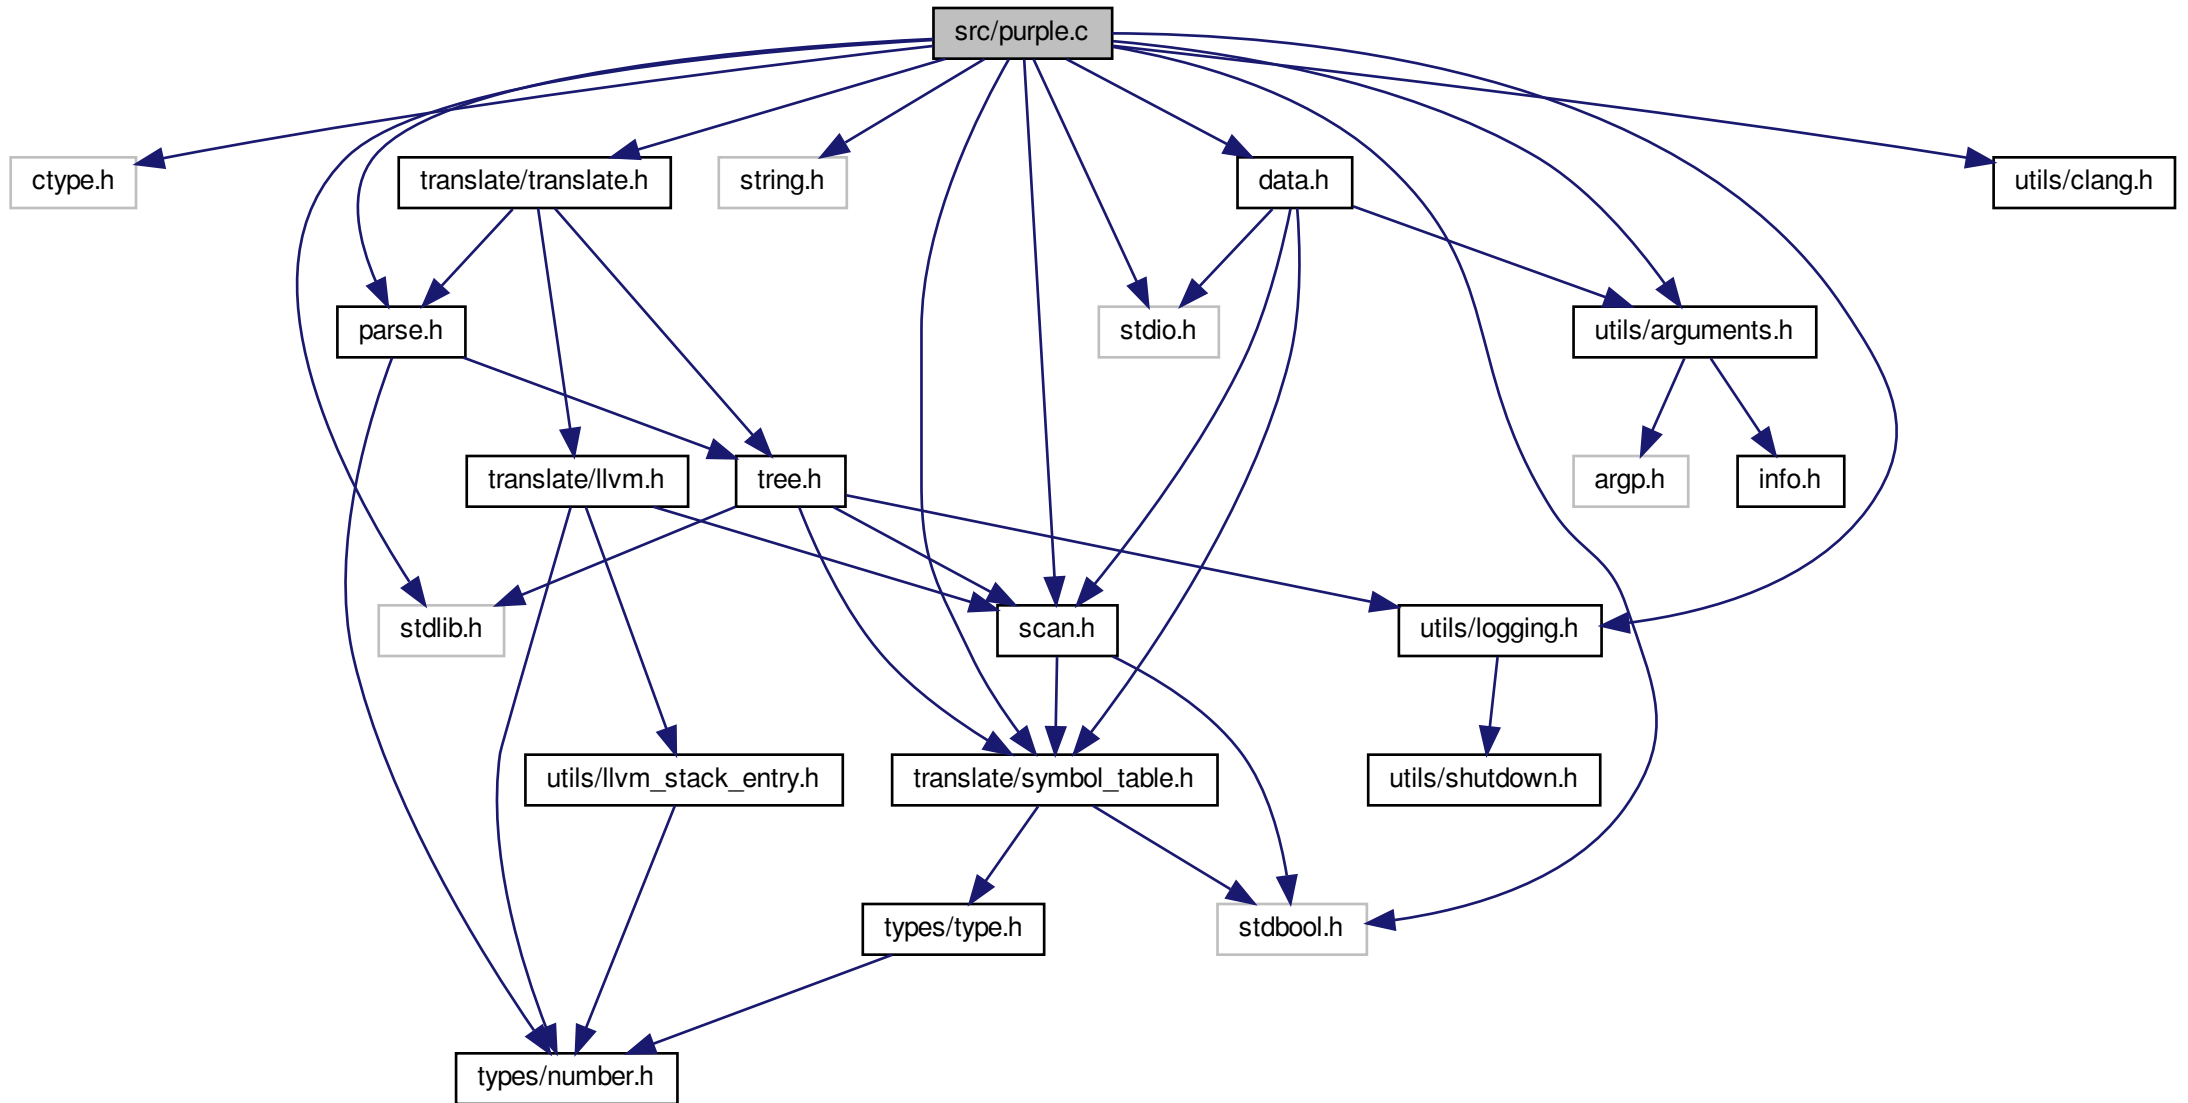 src/purple.c
ctype.h
translate/translate.h
string.h
data.h
utils/clang.h
parse.h
stdio.h
utils/arguments.h
translate/llvm.h
tree.h
argp.h
info.h
stdlib.h
scan.h
utils/logging.h
utils/llvm_stack_entry.h
translate/symbol_table.h
utils/shutdown.h
types/type.h
stdbool.h
types/number.h